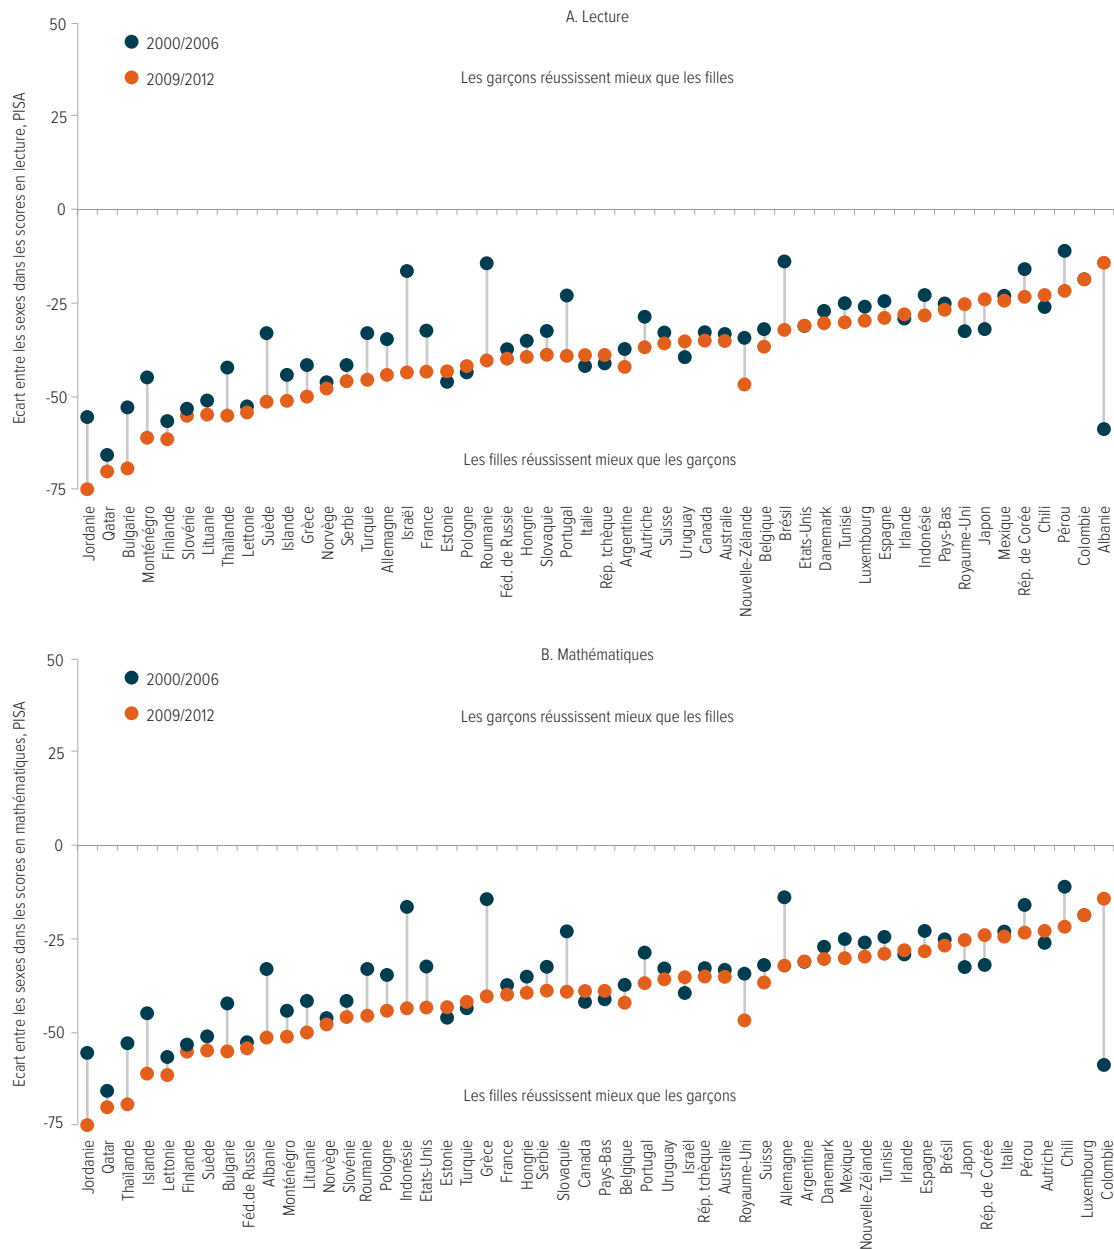 A. Lecture
50
2000/2006
2009/2012
Les garçons réussissent mieux que les filles
25
0
-25
-50
-75
Ecart entre les sexes dans les scores en lecture, PISA
Les filles réussissent mieux que les garçons
Jordanie
Qatar
Bulgarie
Monténégro
Finlande
Slovénie
Lituanie
Thaïlande
Lettonie
Suède
Islande
Grèce
Norvège
Serbie
Turquie
Allemagne
Israël
France
Estonie
Pologne
Roumanie
Féd. de Russie
Hongrie
Slovaquie
Portugal
Italie
Rép. tchèque
Argentine
Autriche
Suisse
Uruguay
Canada
Australie
Nouvelle-Zélande
Belgique
Brésil
Etats-Unis
Danemark
Tunisie
Luxembourg
Espagne
Irlande
Indonésie
Pays-Bas
Royaume-Uni
Japon
Mexique
Rép. de Corée
Chili
Pérou
Colombie
Albanie
B. Mathématiques
50
2000/2006
2009/2012
Les garçons réussissent mieux que les filles
25
0
-25
-50
-75
Ecart entre les sexes dans les scores en mathématiques, PISA
Les filles réussissent mieux que les garçons
Jordanie
Qatar
Thaïlande
Islande
Lettonie
Finlande
Suède
Bulgarie
Féd.de Russie
Albanie
Monténégro
Lituanie
Norvège
Slovénie
Roumanie
Pologne
Indonésie
Etats-Unis
Estonie
Turquie
Grèce
France
Hongrie
Serbie
Slovaquie
Canada
Pays-Bas
Belgique
Portugal
Uruguay
Israël
Rép. tchèque
Australie
Royaume-Uni
Suisse
Allemagne
Argentine
Danemark
Mexique
Nouvelle-Zélande
Tunisie
Irlande
Espagne
Brésil
Japon
Rép. de Corée
Italie
Pérou
Autriche
Chili
Luxembourg
Colombie